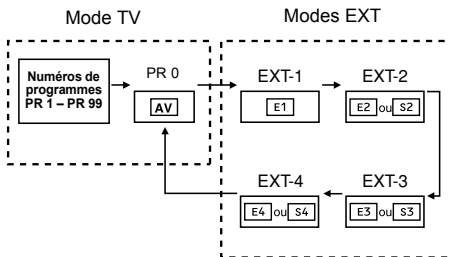 Mode TV
Modes EXT
Numéros de
programmes
PR 1 – PR 99
PR 0
AV
EXT-1
E1
EXT-2
E2 ou S2
EXT-4
E4 ou S4
EXT-3
E3 ou S3